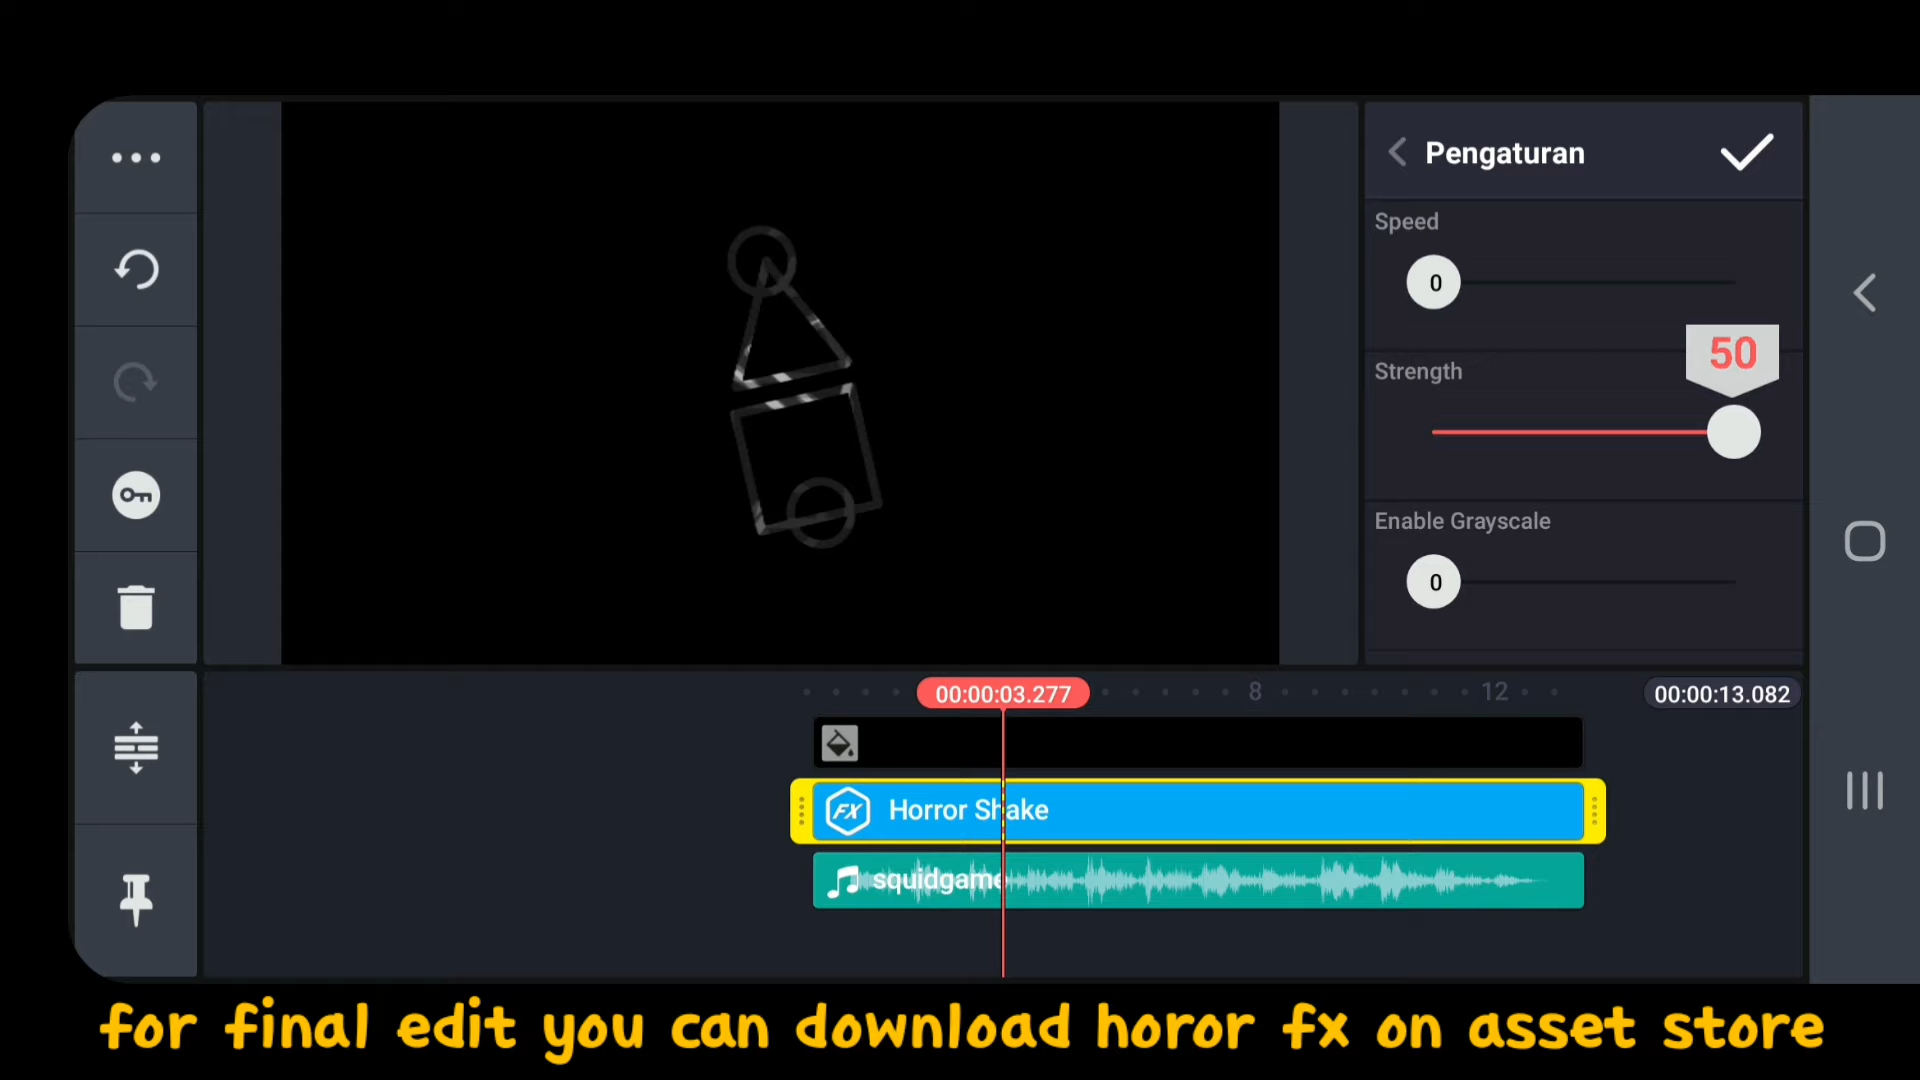 Pengaturan
Speed
0
50
Strength
Enable Grayscale
0
00:00:03.277
8
12
00:00:13.082
FX Horror Shake
squidgame
for final edit you can download horor fx on asset store